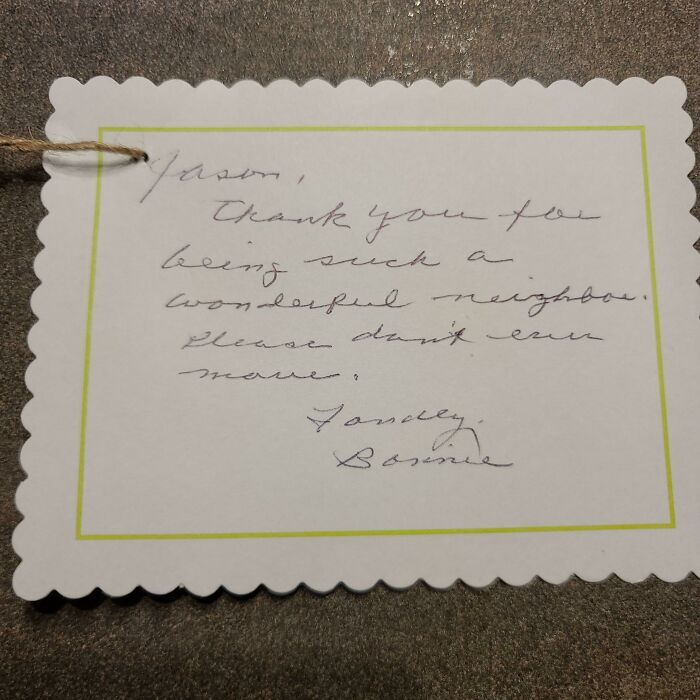 Jason,
Thank you for
being such a
wonderful neighbor.
Please don't ever
move.
Fondly,
Bonnie